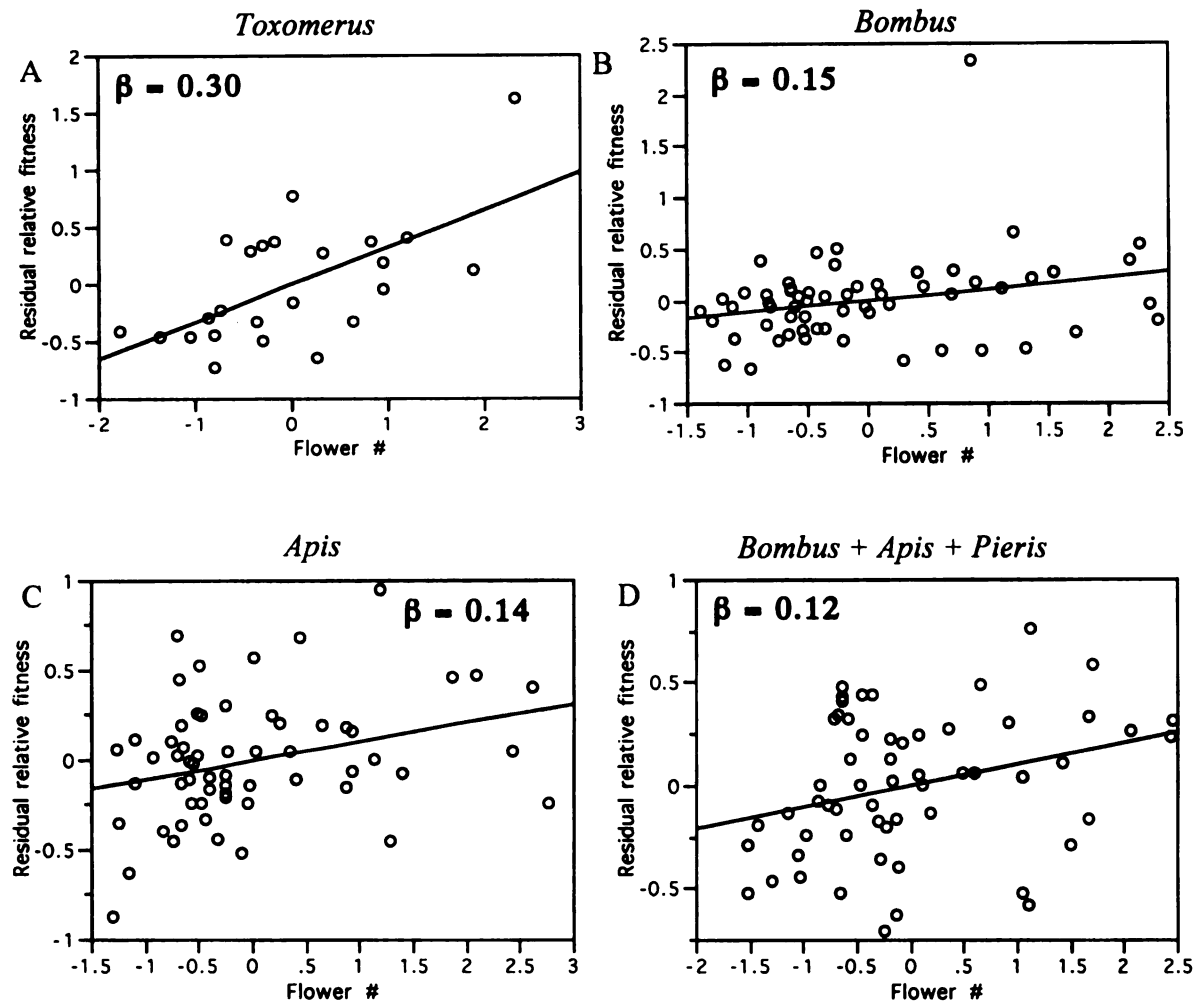 Toxomerus
A
β = 0.30
Residual relative fitness
2
1.5
1
0.5
0
-0.5
-1
-2 -1 0 1 2 3
Flower #
Bombus
B
β = 0.15
Residual relative fitness
2.5
2
1.5
1
0.5
0
-0.5
-1
-1.5 -1 -0.5 0 .5 1 1.5 2 2.5
Flower #
Apis
C
β = 0.14
Residual relative fitness
1
0.5
0
-0.5
-1
-1.5 -1 -0.5 0 0.5 1 1.5 2 2.5 3
Flower #
Bombus + Apis + Pieris
D
β = 0.12
Residual relative fitness
1
0.5
0
-0.5
-2 -1.5 -1 -0.5 0 .5 1 1.5 2 2.5
Flower #